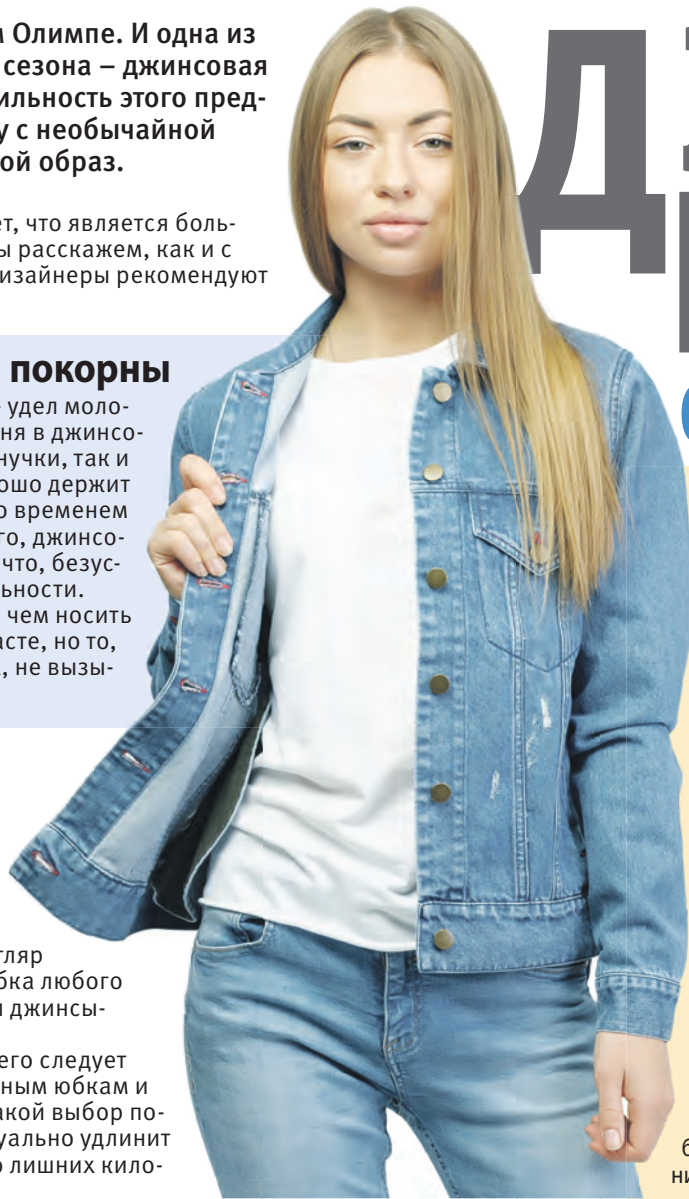 м Олимпе. И одна из
сезона – джинсовая
ильность этого пред-
у с необычайной
ой образ.
ет, что является боль-
ы расскажем, как и с
изайнеры рекомендуют
покорны
удел моло-
ня в джинсо-
нучки, так и
ошо держит
о временем
го, джинсо-
что, безус-
ьности.
чем носить
асте, но то,
, не вызы-
гляр
бка любого
и джинсы-
его следует
ным юбкам и
акой выбор по-
уально удлинит
о лишних кило-
Д
б
ни